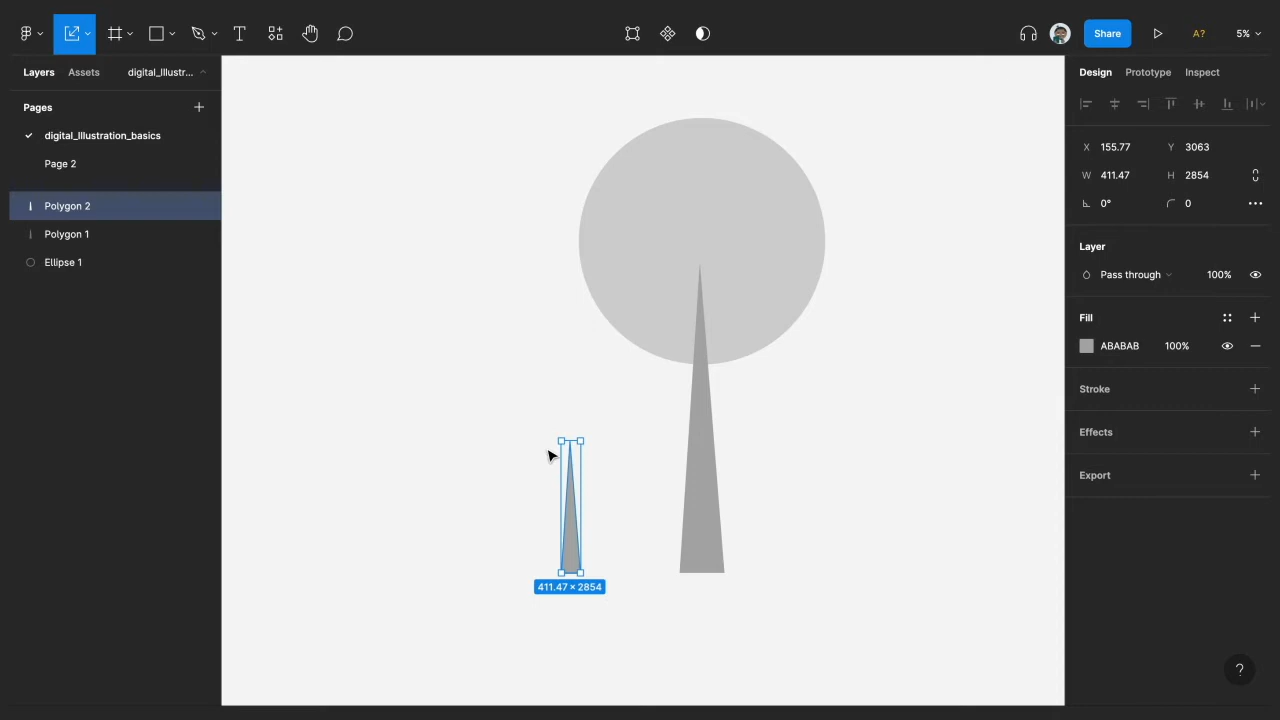 T
Share
A?
5%
Layers
Assets
digital_Illustr...
Pages
digital_Illustration_basics
Page 2
Polygon 2
Polygon 1
Ellipse 1
411.47 × 2854
Design
Prototype
Inspect
X 155.77 Y 3063
W 411.47 H 2854
0° 0
Layer
Pass through 100%
Fill
ABABAB 100%
Stroke
Effects
Export
?